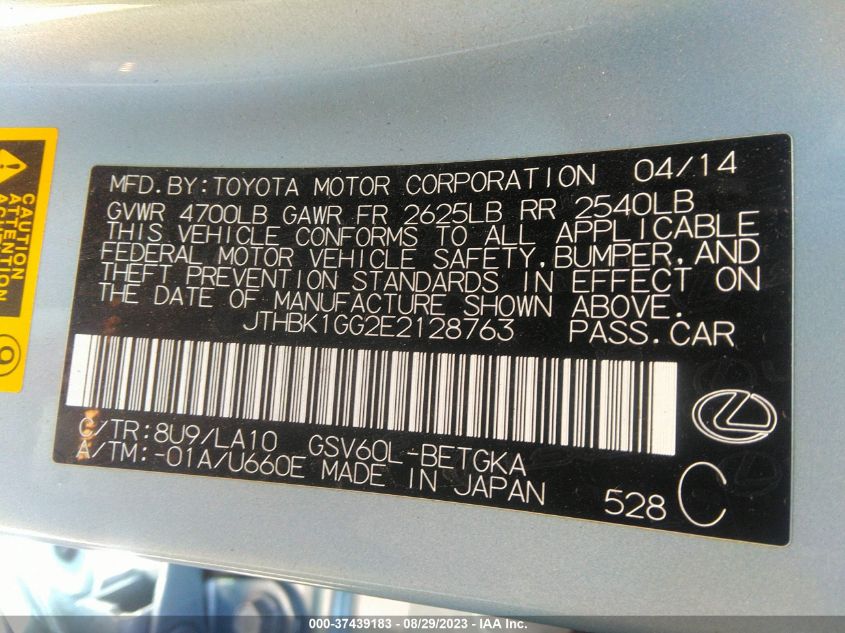 CAUTION
ATTENTION
MFD.BY:TOYOTA MOTOR CORPORATION 04/14
GVWR 4700LB GAWR FR 2625LB RR 2540LB
THIS VEHICLE CONFORMS TO ALL APPLICABLE
FEDERAL MOTOR VEHICLE SAFETY,BUMPER,AND
THEFT PREVENTION STANDARDS IN EFFECT ON
THE DATE OF MANUFACTURE SHOWN ABOVE.
JTHBK1GG2E2128763 PASS.CAR
C/TR:8U9/LA10 GSV60L-BETGKA
A/TM:-01A/U660E MADE IN JAPAN
528 C
000-37439183 - 08/29/2023 - IAA Inc.